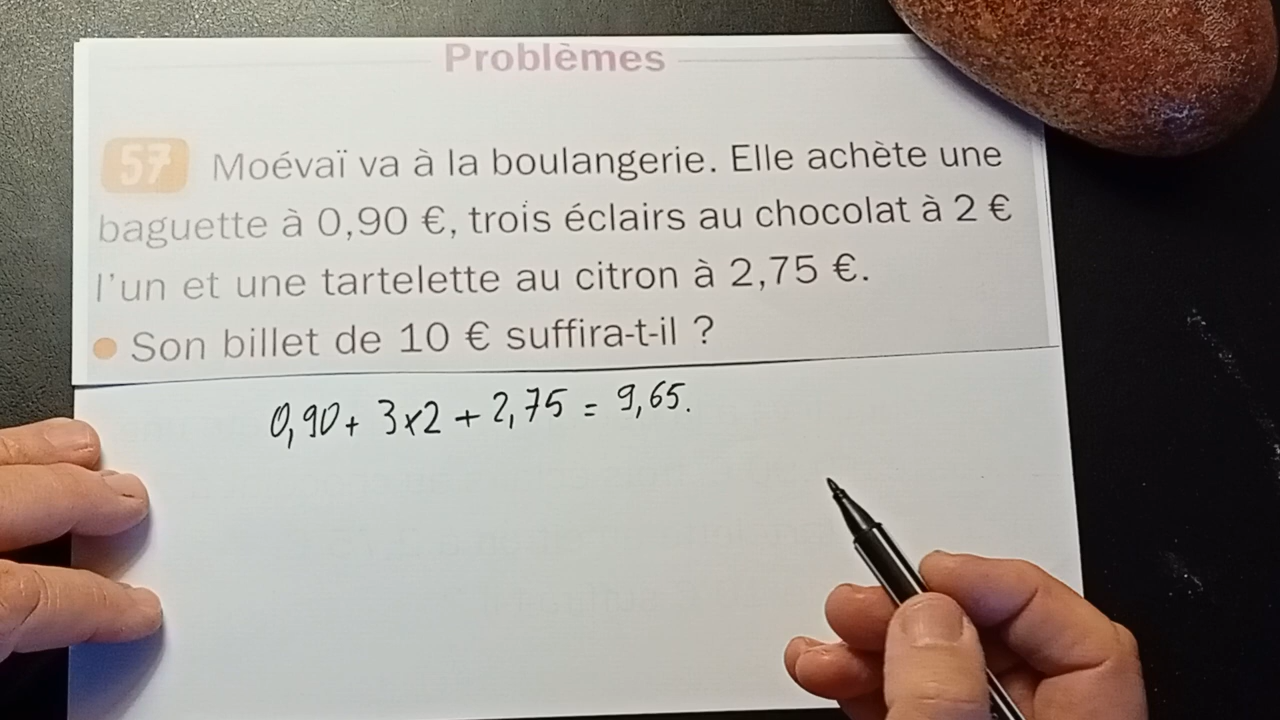 Problèmes
57 Moévaï va à la boulangerie. Elle achète une
baguette à 0,90 €, trois éclairs au chocolat à 2 €
l'un et une tartelette au citron à 2,75 €.
● Son billet de 10 € suffira-t-il ?
0,90 + 3x2 + 2,75 = 9,65.